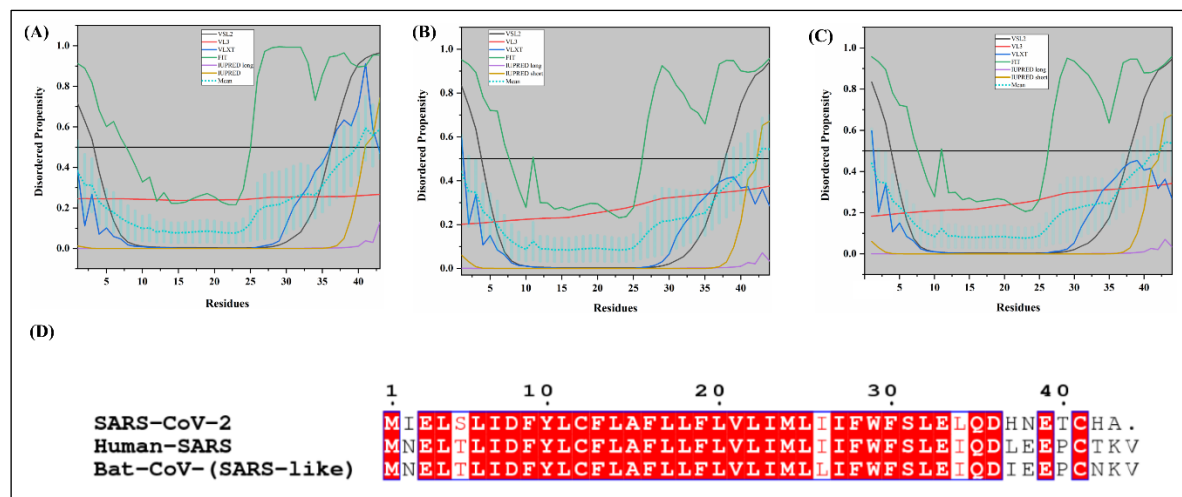 (A)
1.0
0.8
0.6
0.4
0.2
0.0
Disordered Propensity
VSL2
VL3
VLXT
FIT
IUPRED long
IUPRED
Mean
5 10 15 20 25 30 35 40
Residues
(B)
1.0
0.8
0.6
0.4
0.2
0.0
Disordered Propensity
VSL2
VL3
VLXT
FIT
IUPRED long
IUPRED short
Mean
5 10 15 20 25 30 35 40
Residues
(C)
1.0
0.8
0.6
0.4
0.2
0.0
Disordered Propensity
VSL2
VL3
VLXT
FIT
IUPRED long
IUPRED short
Mean
5 10 15 20 25 30 35 40
Residues
(D)
1 10 20 30 40
SARS-CoV-2 MIELSLIDFYLCFLAFLLFLVLIMLIIFWFSLELQDHNETCHA.
Human-SARS MNELTLIDFYLCFLAFLLFLVLIMLIIFWFSLEIQDLEEPCTKV
Bat-CoV-(SARS-like) MNELTLIDFYLCFLAFLLFLVLIMLLIFWFSLEIQDIEEPCNKV